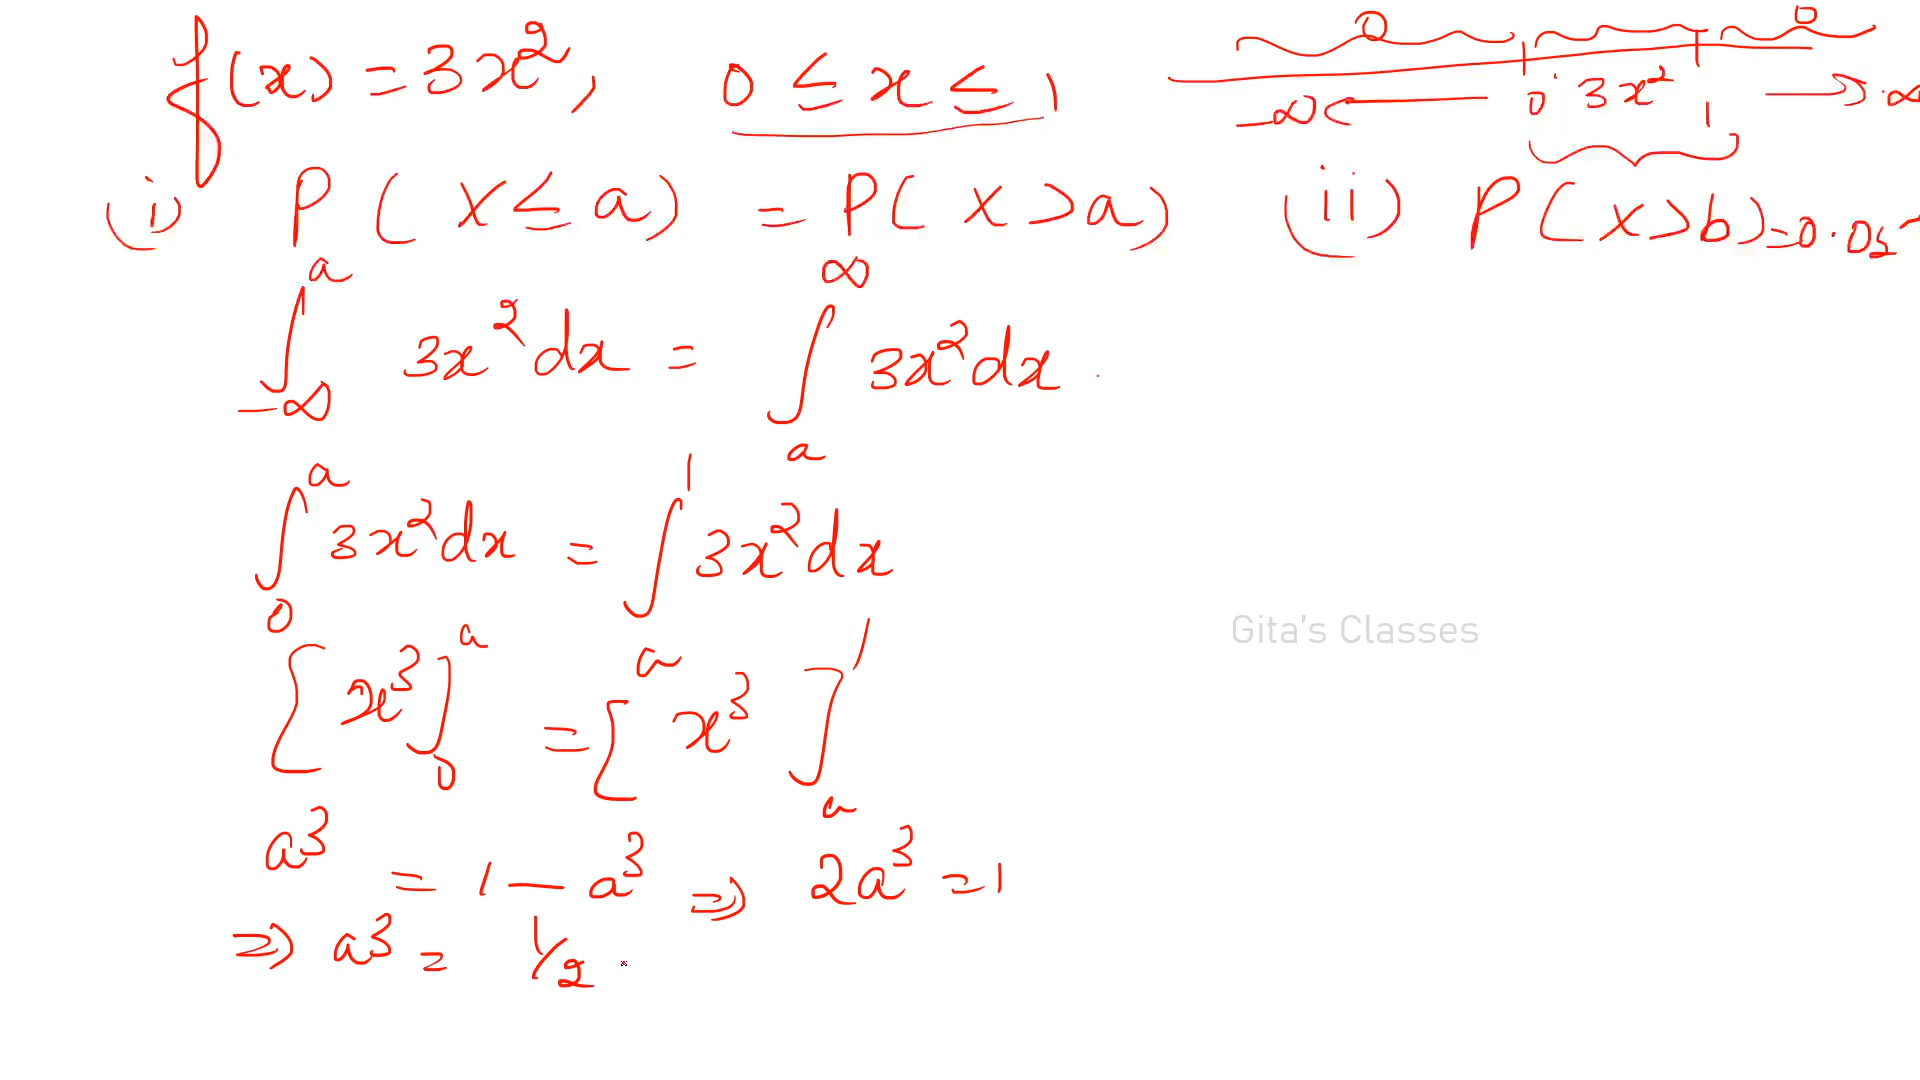 f(x) = 3x², 0 ≤ x ≤ 1
0 0
-∞ 0 3x² 1 ∞
(i) P(X ≤ a) = P(X > a) (ii) P(X > b) = 0.05
∫_{-∞}^{a} 3x² dx = ∫_{a}^{∞} 3x² dx.
∫_{0}^{a} 3x² dx = ∫_{a}^{1} 3x² dx
[x³]_{0}^{a} = [x³]_{a}^{1}
a³ = 1 - a³ ⇒ 2a³ = 1
⇒ a³ = 1/2
Gita's Classes